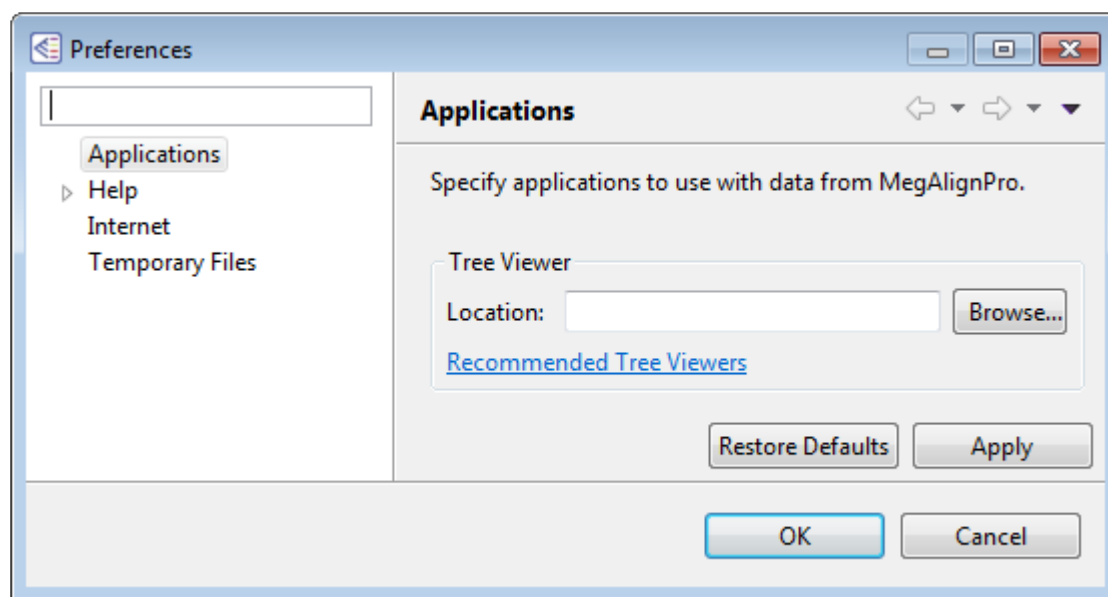 Preferences
Applications
Help
Internet
Temporary Files
Applications
Specify applications to use with data from MegAlignPro.
Tree Viewer
Location:
Browse...
Recommended Tree Viewers
Restore Defaults
Apply
OK
Cancel